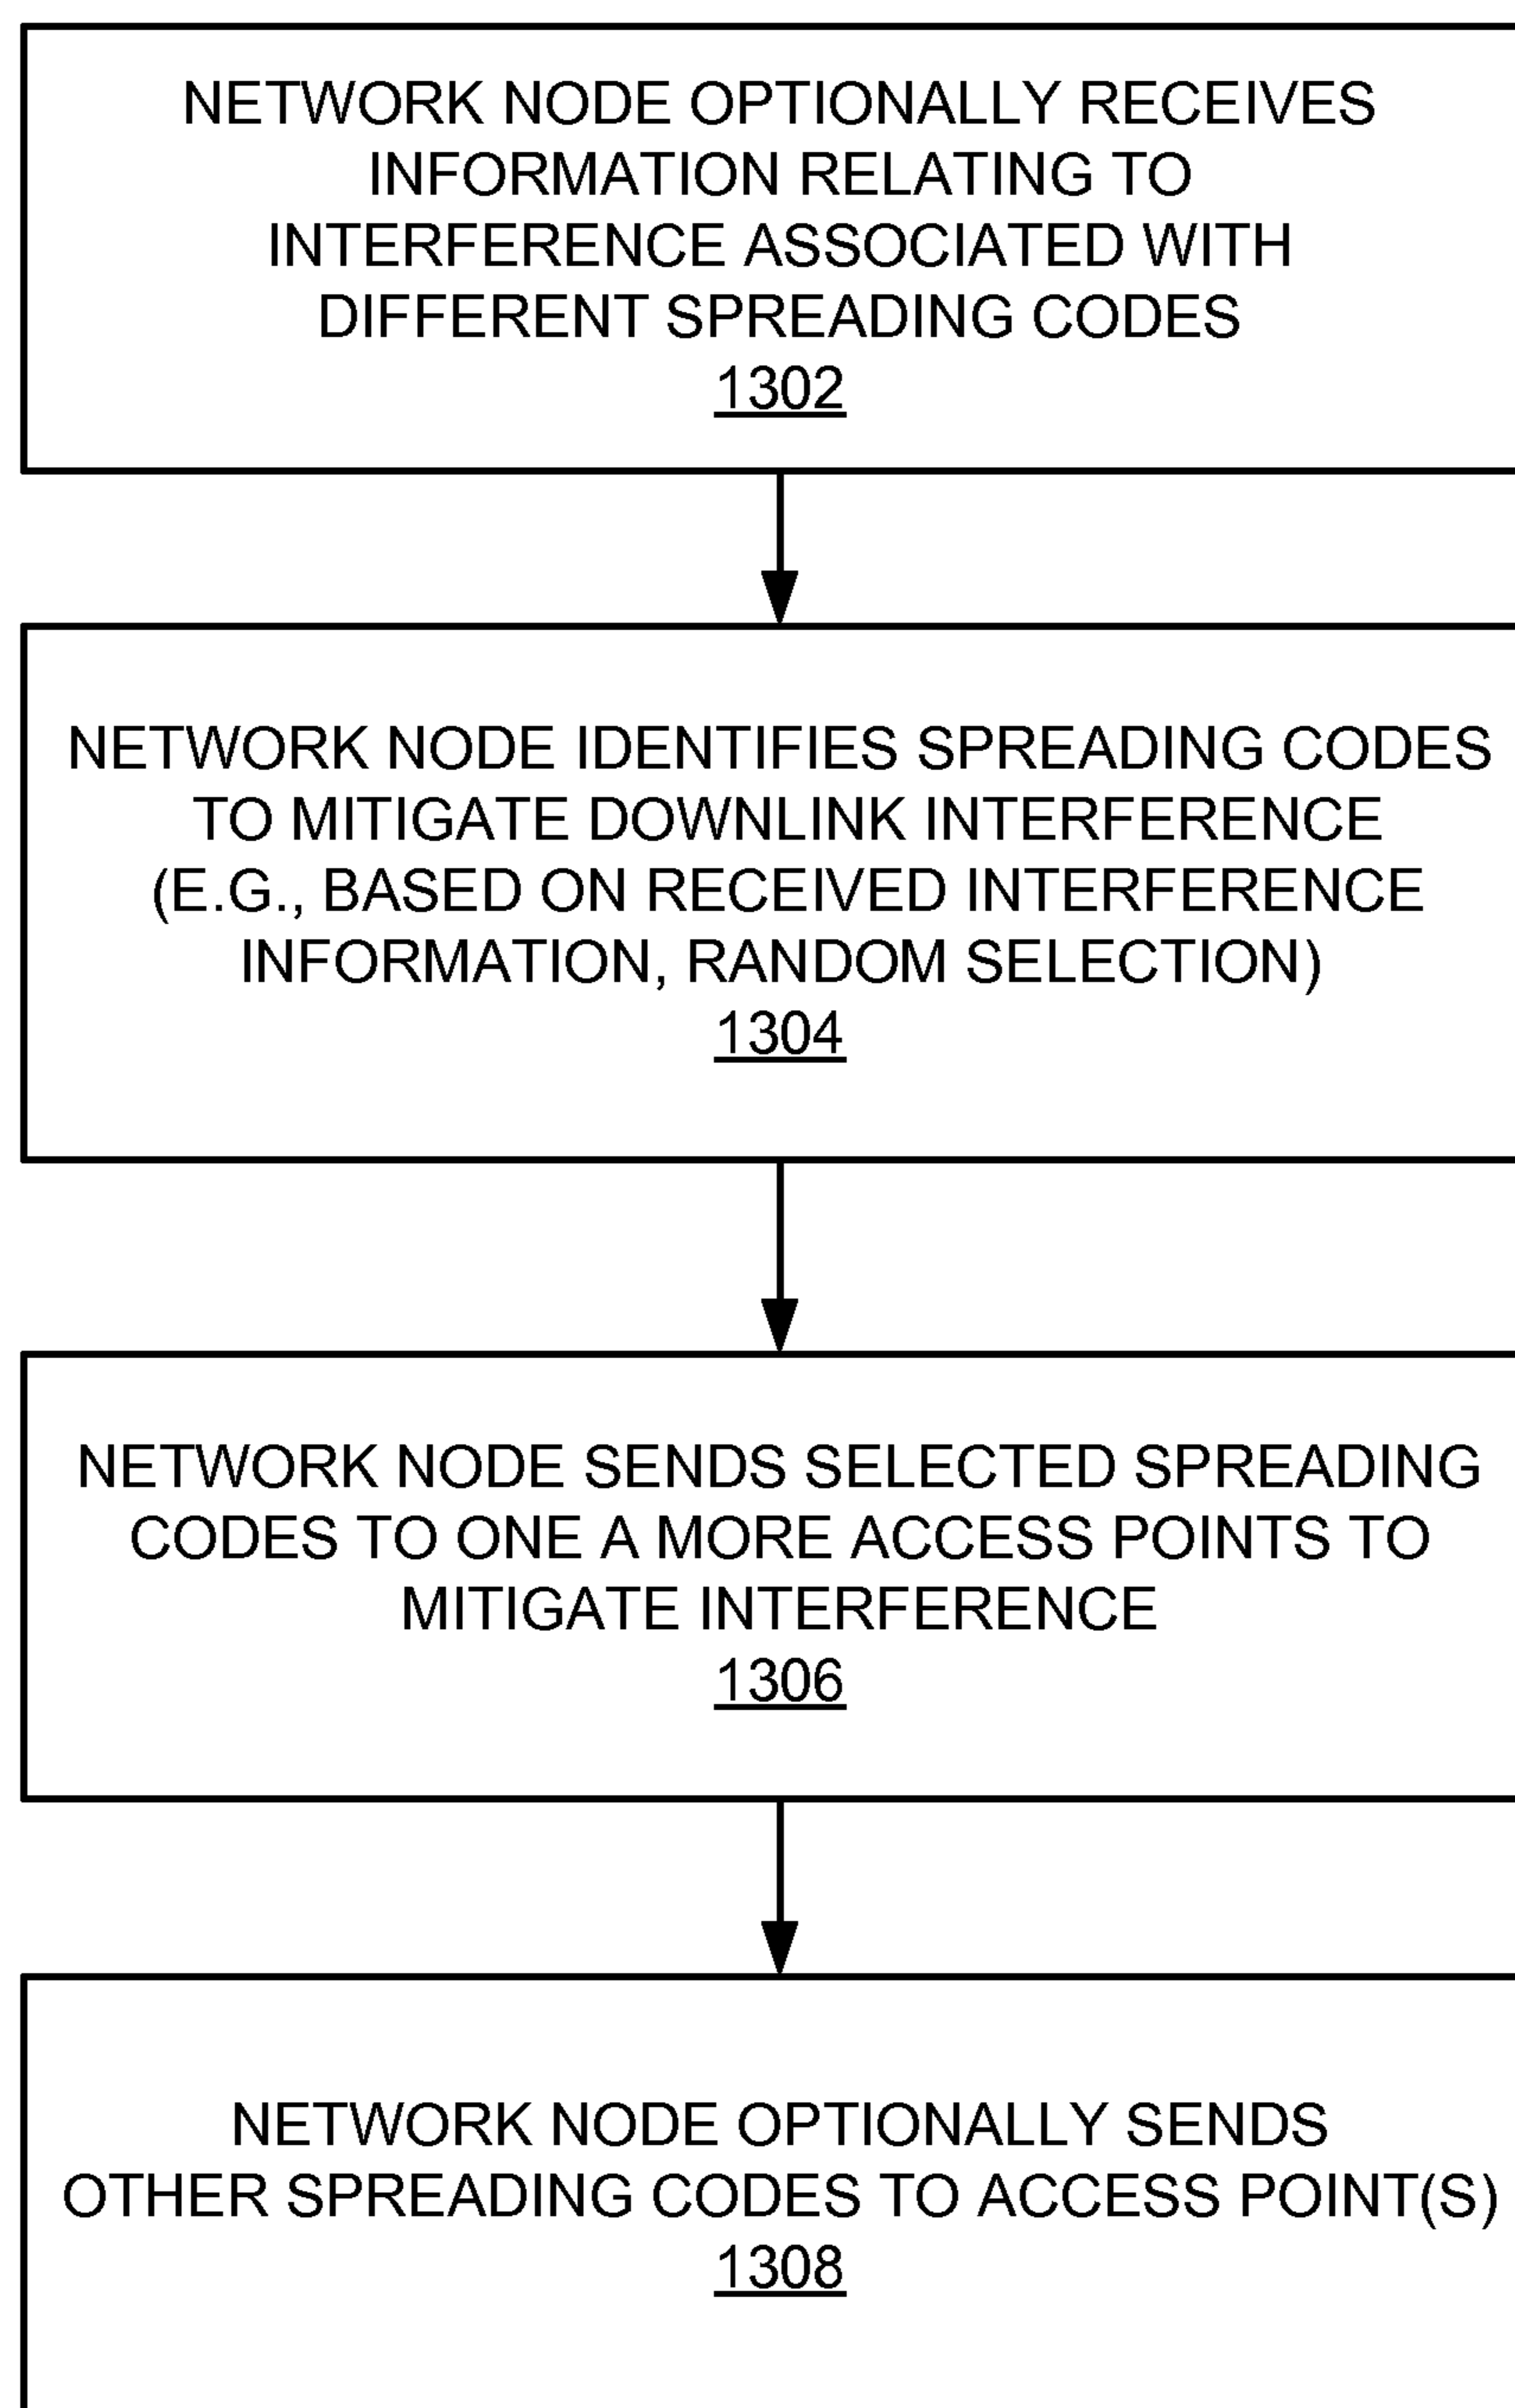 NETWORK NODE OPTIONALLY RECEIVES
INFORMATION RELATING TO
INTERFERENCE ASSOCIATED WITH
DIFFERENT SPREADING CODES
1302
NETWORK NODE IDENTIFIES SPREADING CODES
TO MITIGATE DOWNLINK INTERFERENCE
(E.G., BASED ON RECEIVED INTERFERENCE
INFORMATION, RANDOM SELECTION)
1304
NETWORK NODE SENDS SELECTED SPREADING
CODES TO ONE A MORE ACCESS POINTS TO
MITIGATE INTERFERENCE
1306
NETWORK NODE OPTIONALLY SENDS
OTHER SPREADING CODES TO ACCESS POINT(S)
1308